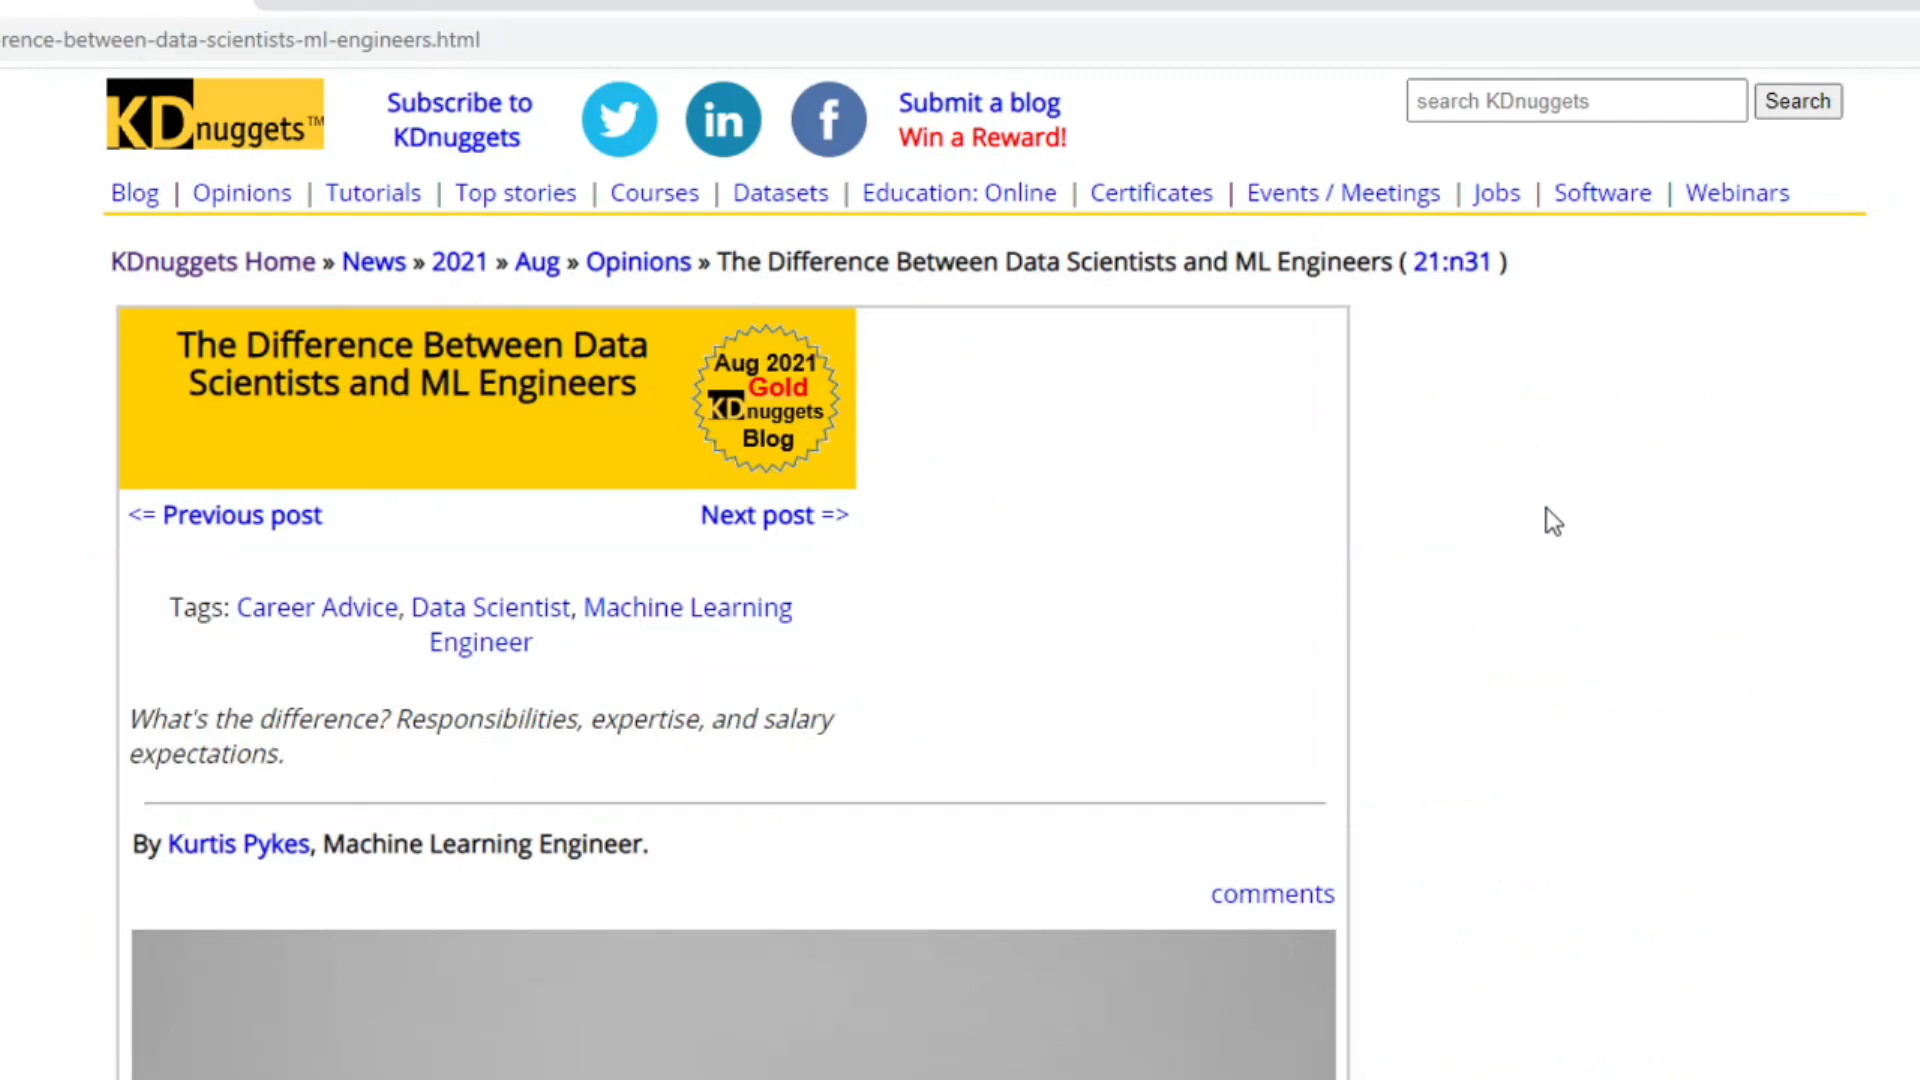 rence-between-data-scientists-ml-engineers.html
KDnuggets™
Subscribe to
KDnuggets
in
f
Submit a blog
Win a Reward!
search KDnuggets
Search
Blog | Opinions | Tutorials | Top stories | Courses | Datasets | Education: Online | Certificates | Events / Meetings | Jobs | Software | Webinars
KDnuggets Home » News » 2021 » Aug » Opinions » The Difference Between Data Scientists and ML Engineers ( 21:n31 )
The Difference Between Data
Scientists and ML Engineers
Aug 2021
Gold
KDnuggets
Blog
<= Previous post
Next post =>
Tags: Career Advice, Data Scientist, Machine Learning
Engineer
What's the difference? Responsibilities, expertise, and salary
expectations.
By Kurtis Pykes, Machine Learning Engineer.
comments